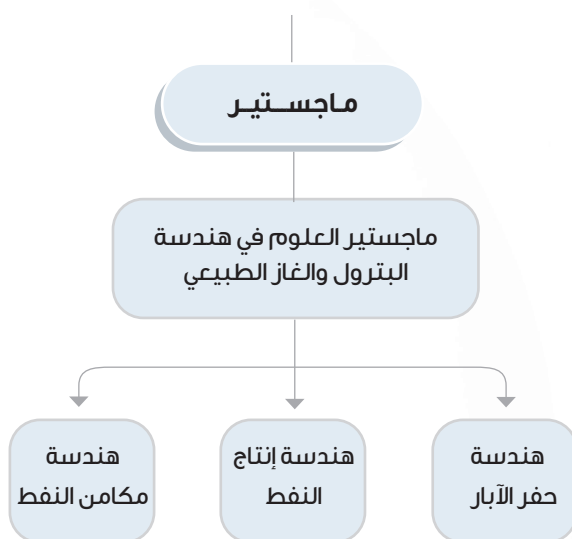 ماجستير
ماجستير العلوم في هندسة
البترول والغاز الطبيعي
هندسة
حفر الآبار
هندسة إنتاج
النفط
هندسة
مكامن النفط